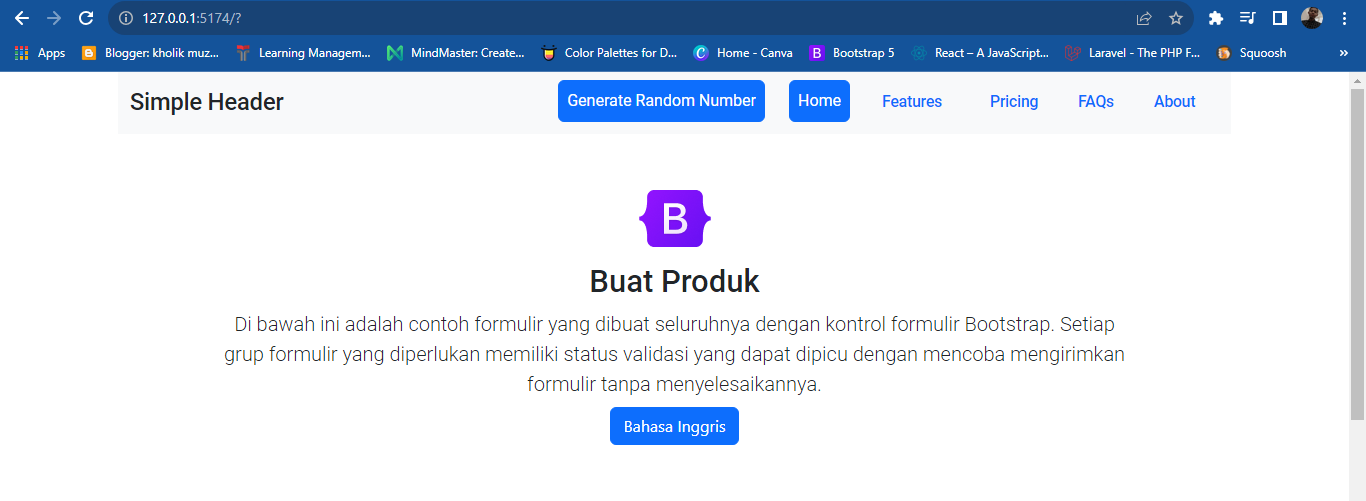 127.0.0.1:5174/?
Apps Blogger: kholik muz... Learning Managem... MindMaster: Create... Color Palettes for D... Home - Canva Bootstrap 5 React – A JavaScript... Laravel - The PHP F... Squoosh »
Simple Header Generate Random Number Home Features Pricing FAQs About
B
Buat Produk
Di bawah ini adalah contoh formulir yang dibuat seluruhnya dengan kontrol formulir Bootstrap. Setiap
grup formulir yang diperlukan memiliki status validasi yang dapat dipicu dengan mencoba mengirimkan
formulir tanpa menyelesaikannya.
Bahasa Inggris